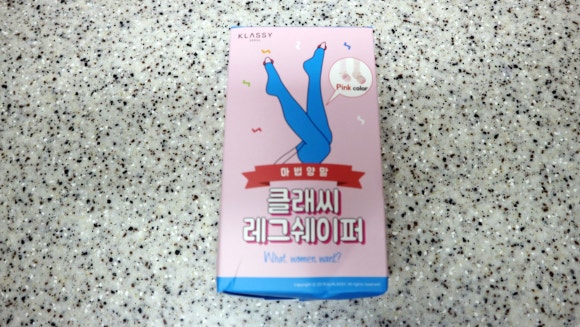 KLASSY
Pink color
마법양말
클래씨
레그쉐이퍼
What women want?